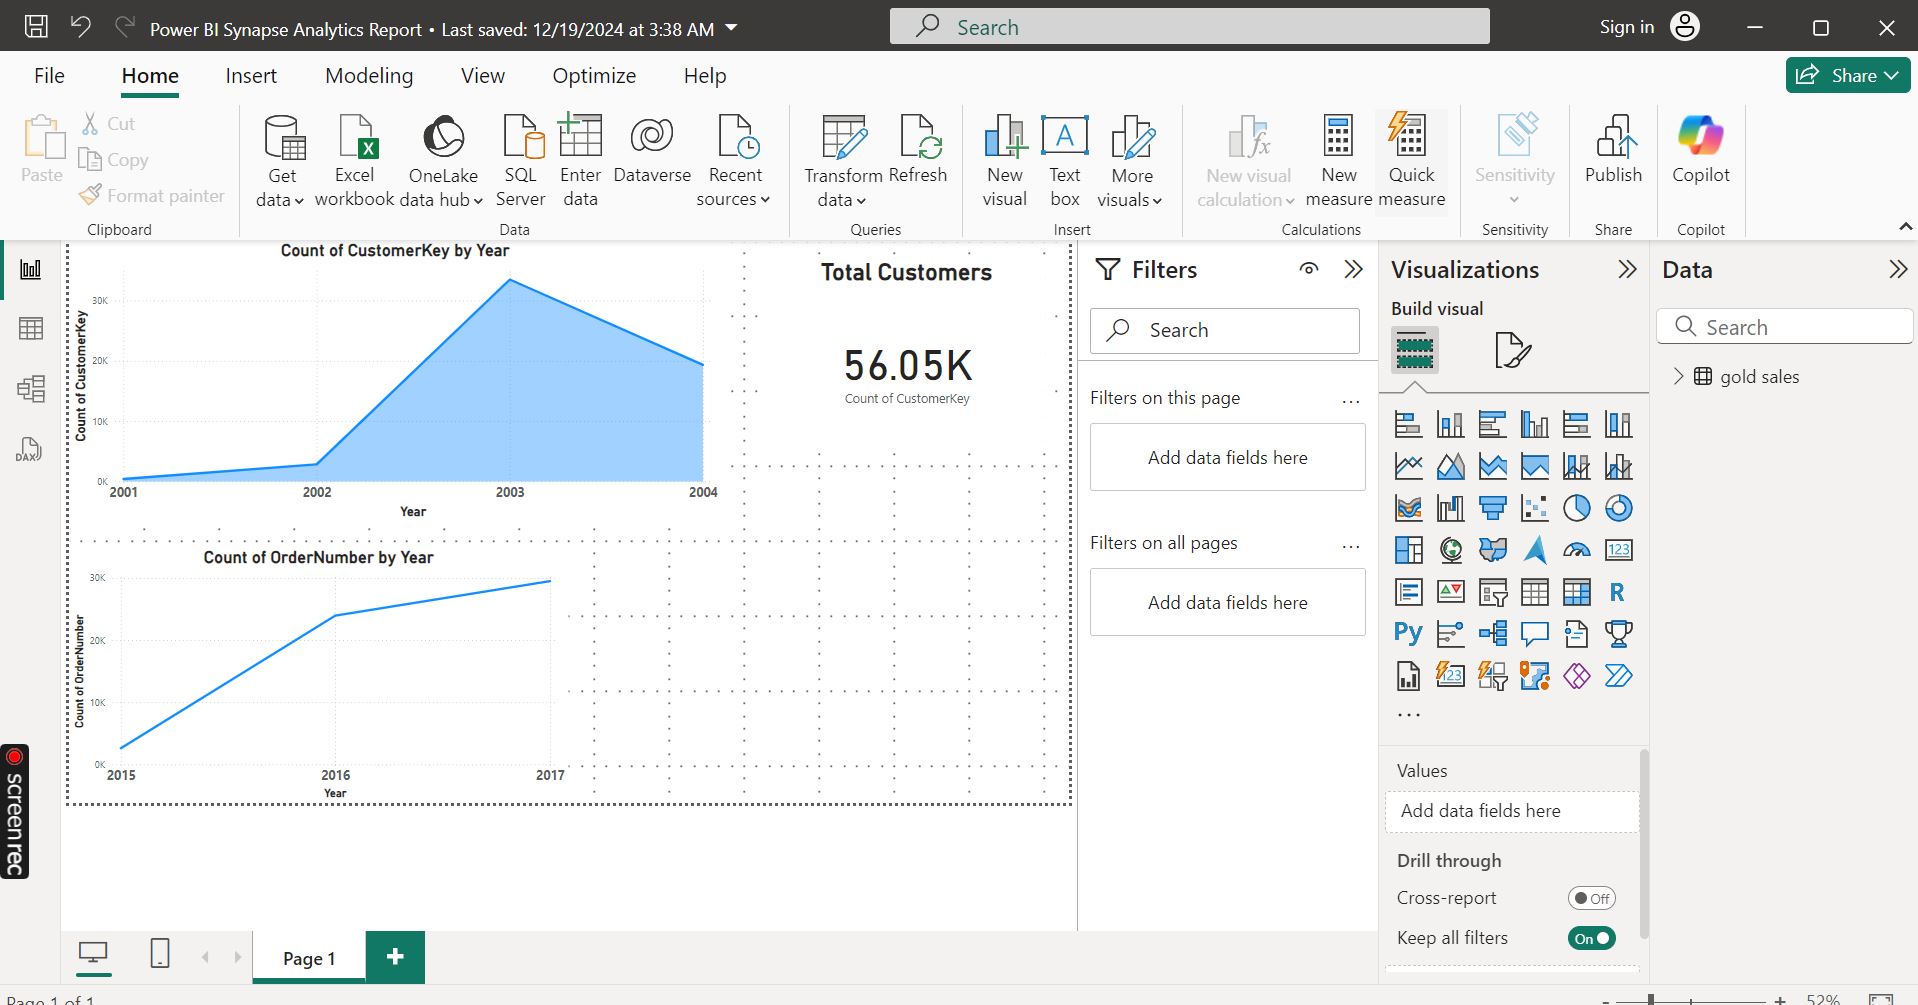 Power BI Synapse Analytics Report • Last saved: 12/19/2024 at 3:38 AM
Search
Sign in
File Home Insert Modeling View Optimize Help
Share
Paste
Cut
Copy
Format painter
Clipboard
Get data
Excel workbook
OneLake data hub
SQL Server
Enter data
Dataverse
Recent sources
Data
Transform data
Refresh
Queries
New visual
Text box
More visuals
Insert
New visual calculation
New measure
Quick measure
Calculations
Sensitivity
Sensitivity
Publish
Share
Copilot
Copilot
DAX
Count of CustomerKey by Year
Count of CustomerKey
30K
20K
10K
0K
2001 2002 2003 2004
Year
Total Customers
56.05K
Count of CustomerKey
Count of OrderNumber by Year
Count of OrderNumber
30K
20K
10K
0K
2015 2016 2017
Year
Filters
Search
Filters on this page
...
Add data fields here
Filters on all pages
...
Add data fields here
Visualizations
Build visual
123
R
Py
123
...
Values
Add data fields here
Drill through
Cross-report
Off
Keep all filters
On
Data
Search
gold sales
screen rec
Page 1
+
Page 1 of 1
- + 52%